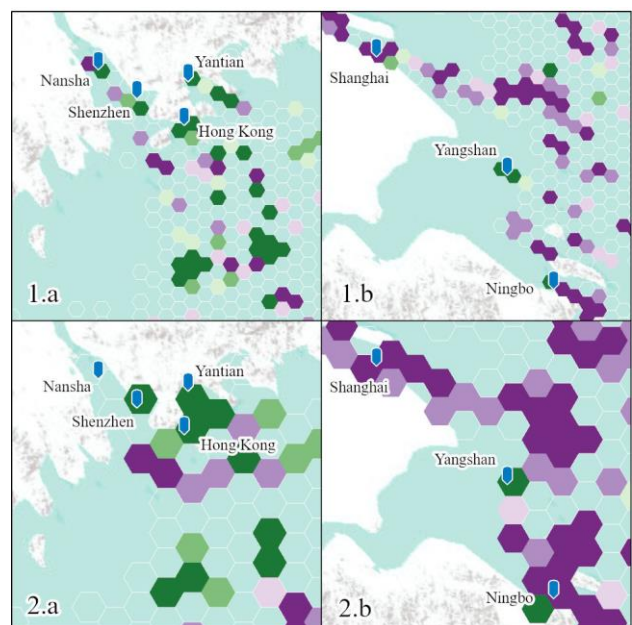 Nansha
Yantian
Shenzhen
Hong Kong
1.a
Shanghai
Yangshan
Ningbo
1.b
Nansha
Yantian
Shenzhen
Hong Kong
2.a
Shanghai
Yangshan
Ningbo
2.b